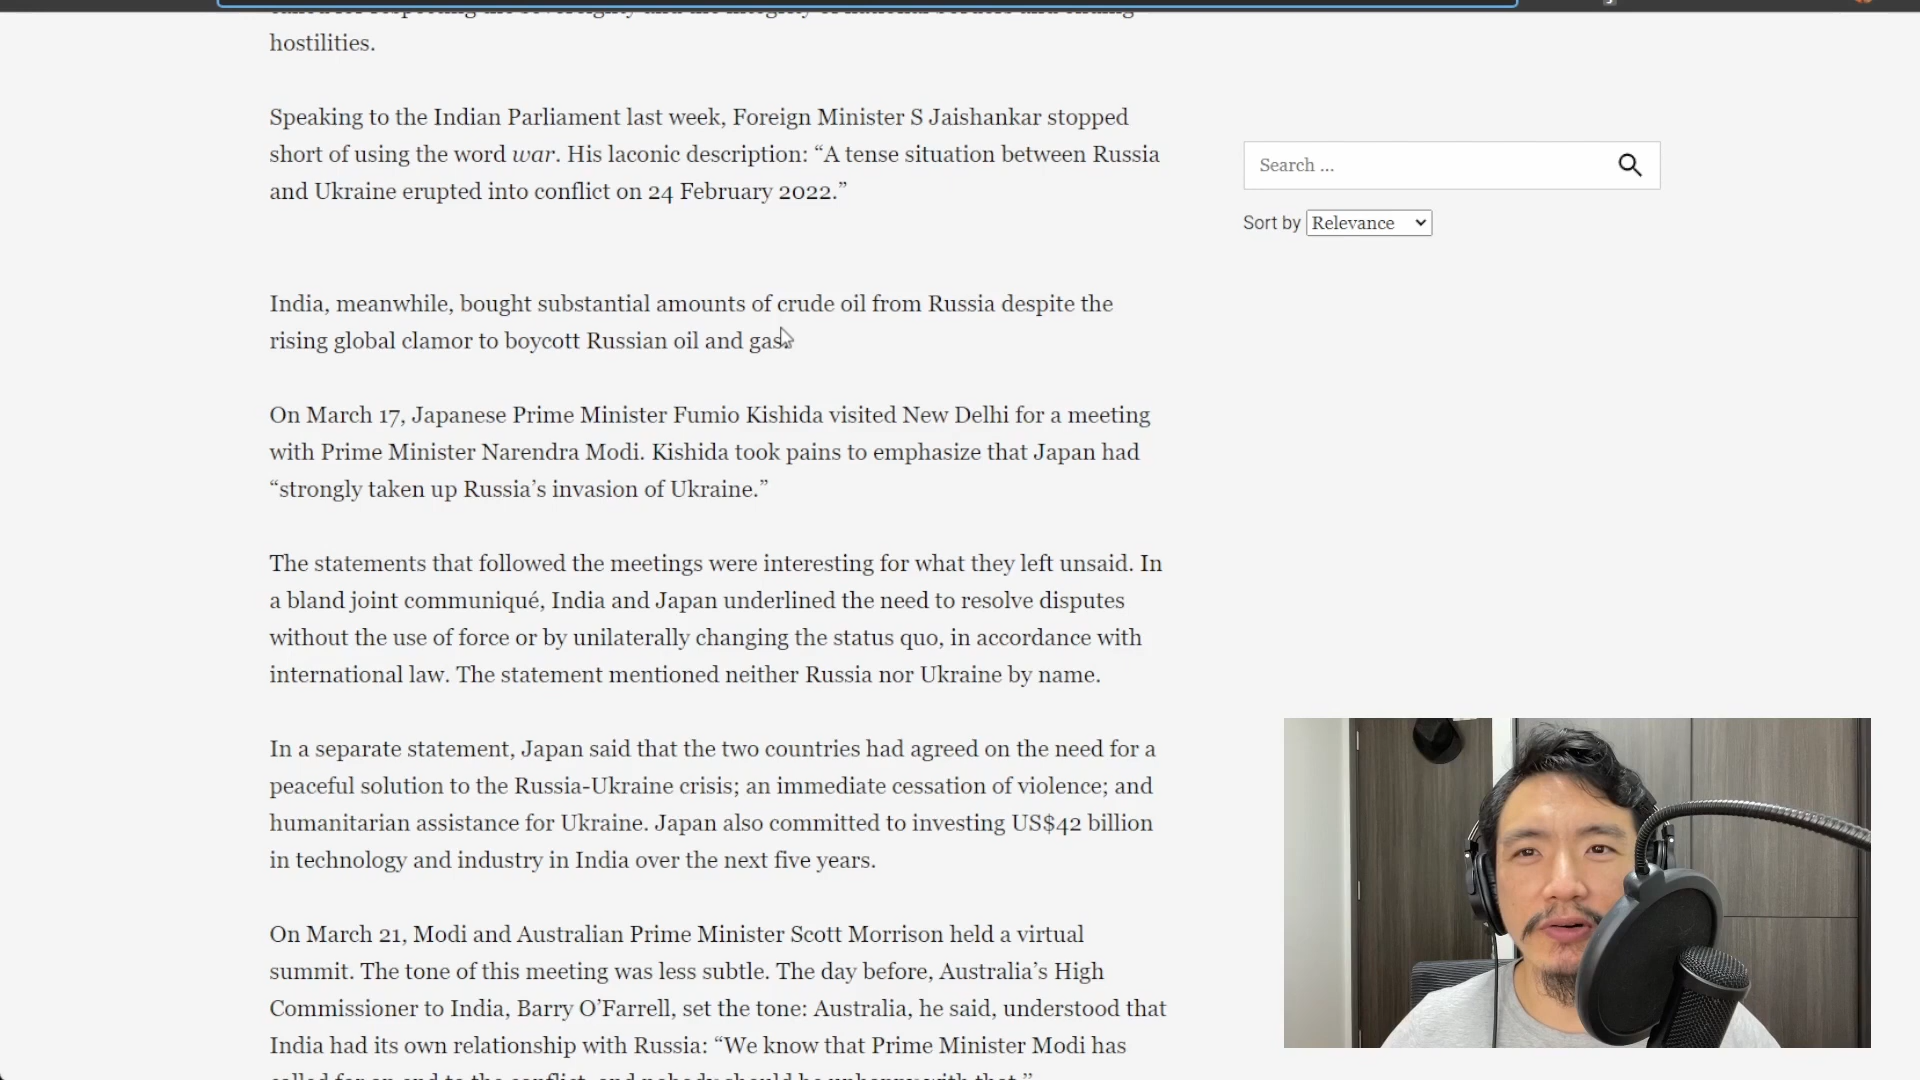 hostilities.
Speaking to the Indian Parliament last week, Foreign Minister S Jaishankar stopped
short of using the word war. His laconic description: “A tense situation between Russia
and Ukraine erupted into conflict on 24 February 2022.”
Search ...
Sort by Relevance
India, meanwhile, bought substantial amounts of crude oil from Russia despite the
rising global clamor to boycott Russian oil and gas.
On March 17, Japanese Prime Minister Fumio Kishida visited New Delhi for a meeting
with Prime Minister Narendra Modi. Kishida took pains to emphasize that Japan had
“strongly taken up Russia’s invasion of Ukraine.”
The statements that followed the meetings were interesting for what they left unsaid. In
a bland joint communiqué, India and Japan underlined the need to resolve disputes
without the use of force or by unilaterally changing the status quo, in accordance with
international law. The statement mentioned neither Russia nor Ukraine by name.
In a separate statement, Japan said that the two countries had agreed on the need for a
peaceful solution to the Russia-Ukraine crisis; an immediate cessation of violence; and
humanitarian assistance for Ukraine. Japan also committed to investing US$42 billion
in technology and industry in India over the next five years.
On March 21, Modi and Australian Prime Minister Scott Morrison held a virtual
summit. The tone of this meeting was less subtle. The day before, Australia’s High
Commissioner to India, Barry O’Farrell, set the tone: Australia, he said, understood that
India had its own relationship with Russia: “We know that Prime Minister Modi has